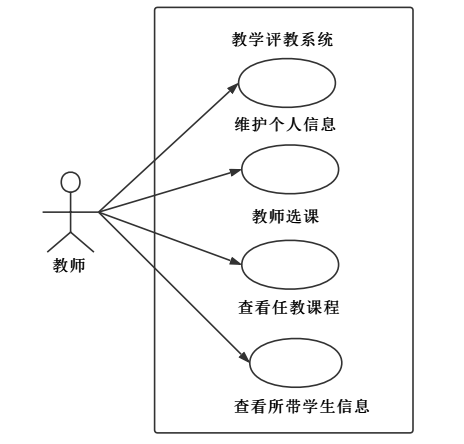 教学评教系统
维护个人信息
教师选课
教师
查看任教课程
查看所带学生信息